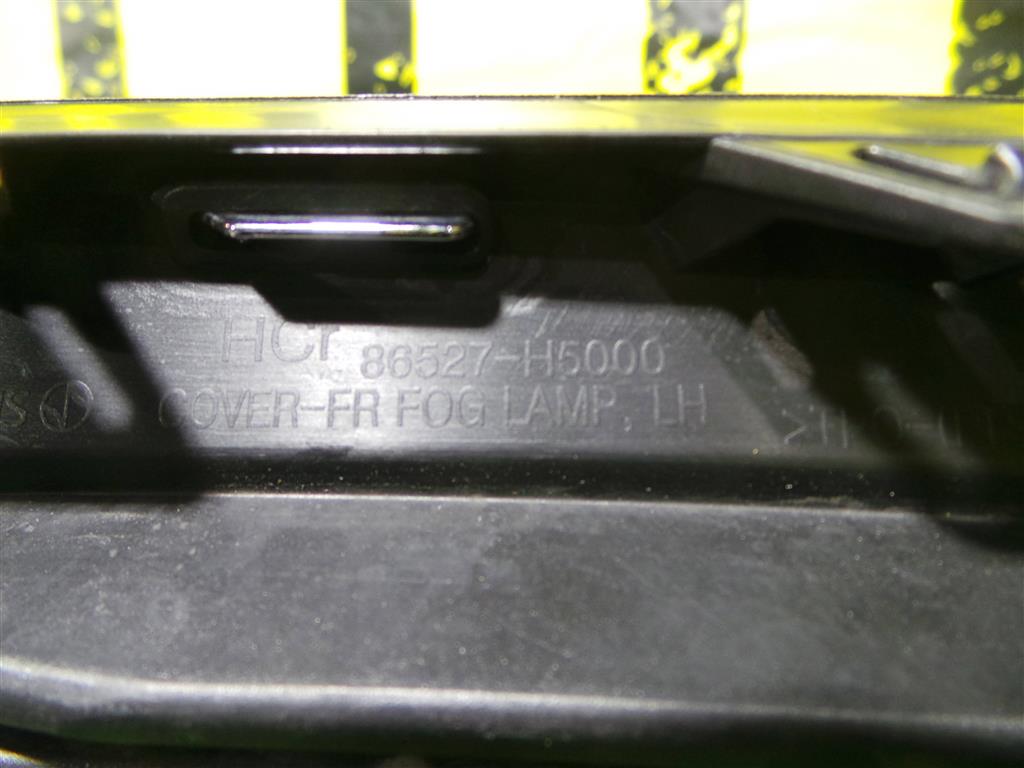 HCr 86527-H5000
COVER-FR FOG LAMP, LH